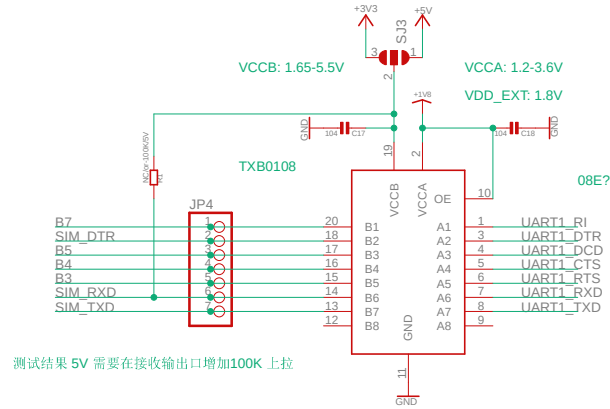 +3V3
+5V
SJ3
3
1
2
VCCB: 1.65-5.5V
VCCA: 1.2-3.6V
VDD_EXT: 1.8V
+1V8
GND
104
C17
104
C18
GND
NC/or-100K/5V
R1
TXB0108
19
2
VCCB
VCCA
OE
10
08E?
JP4
B7
1
20
B1
A1
1
UART1_RI
SIM_DTR
2
18
B2
A2
3
UART1_DTR
B5
3
17
B3
A3
4
UART1_DCD
B4
4
16
B4
A4
5
UART1_CTS
B3
5
15
B5
A5
6
UART1_RTS
SIM_RXD
6
14
B6
A6
7
UART1_RXD
SIM_TXD
7
13
B7
A7
8
UART1_TXD
12
B8
A8
9
GND
11
GND
测试结果 5V 需要在接收输出口增加100K 上拉